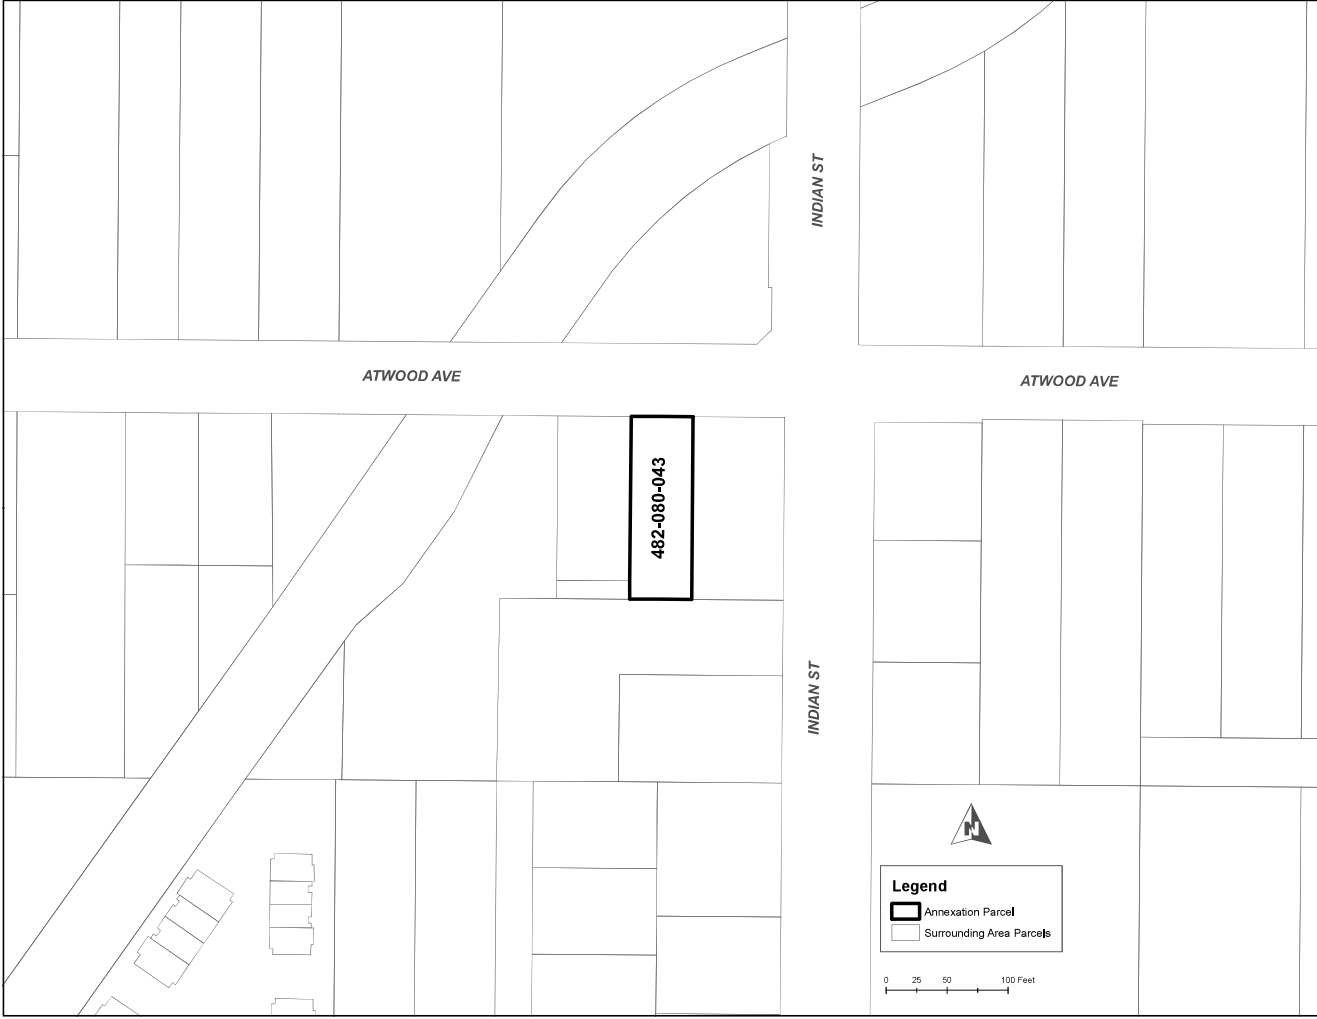 INDIAN ST
ATWOOD AVE
ATWOOD AVE
482-080-043
INDIAN ST
N
Legend
Annexation Parcel
Surrounding Area Parcels
0 25 50 100 Feet